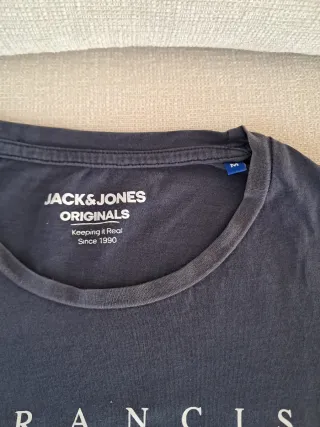 M
JACK&JONES
ORIGINALS
Keeping it Real
Since 1990
RANCIS